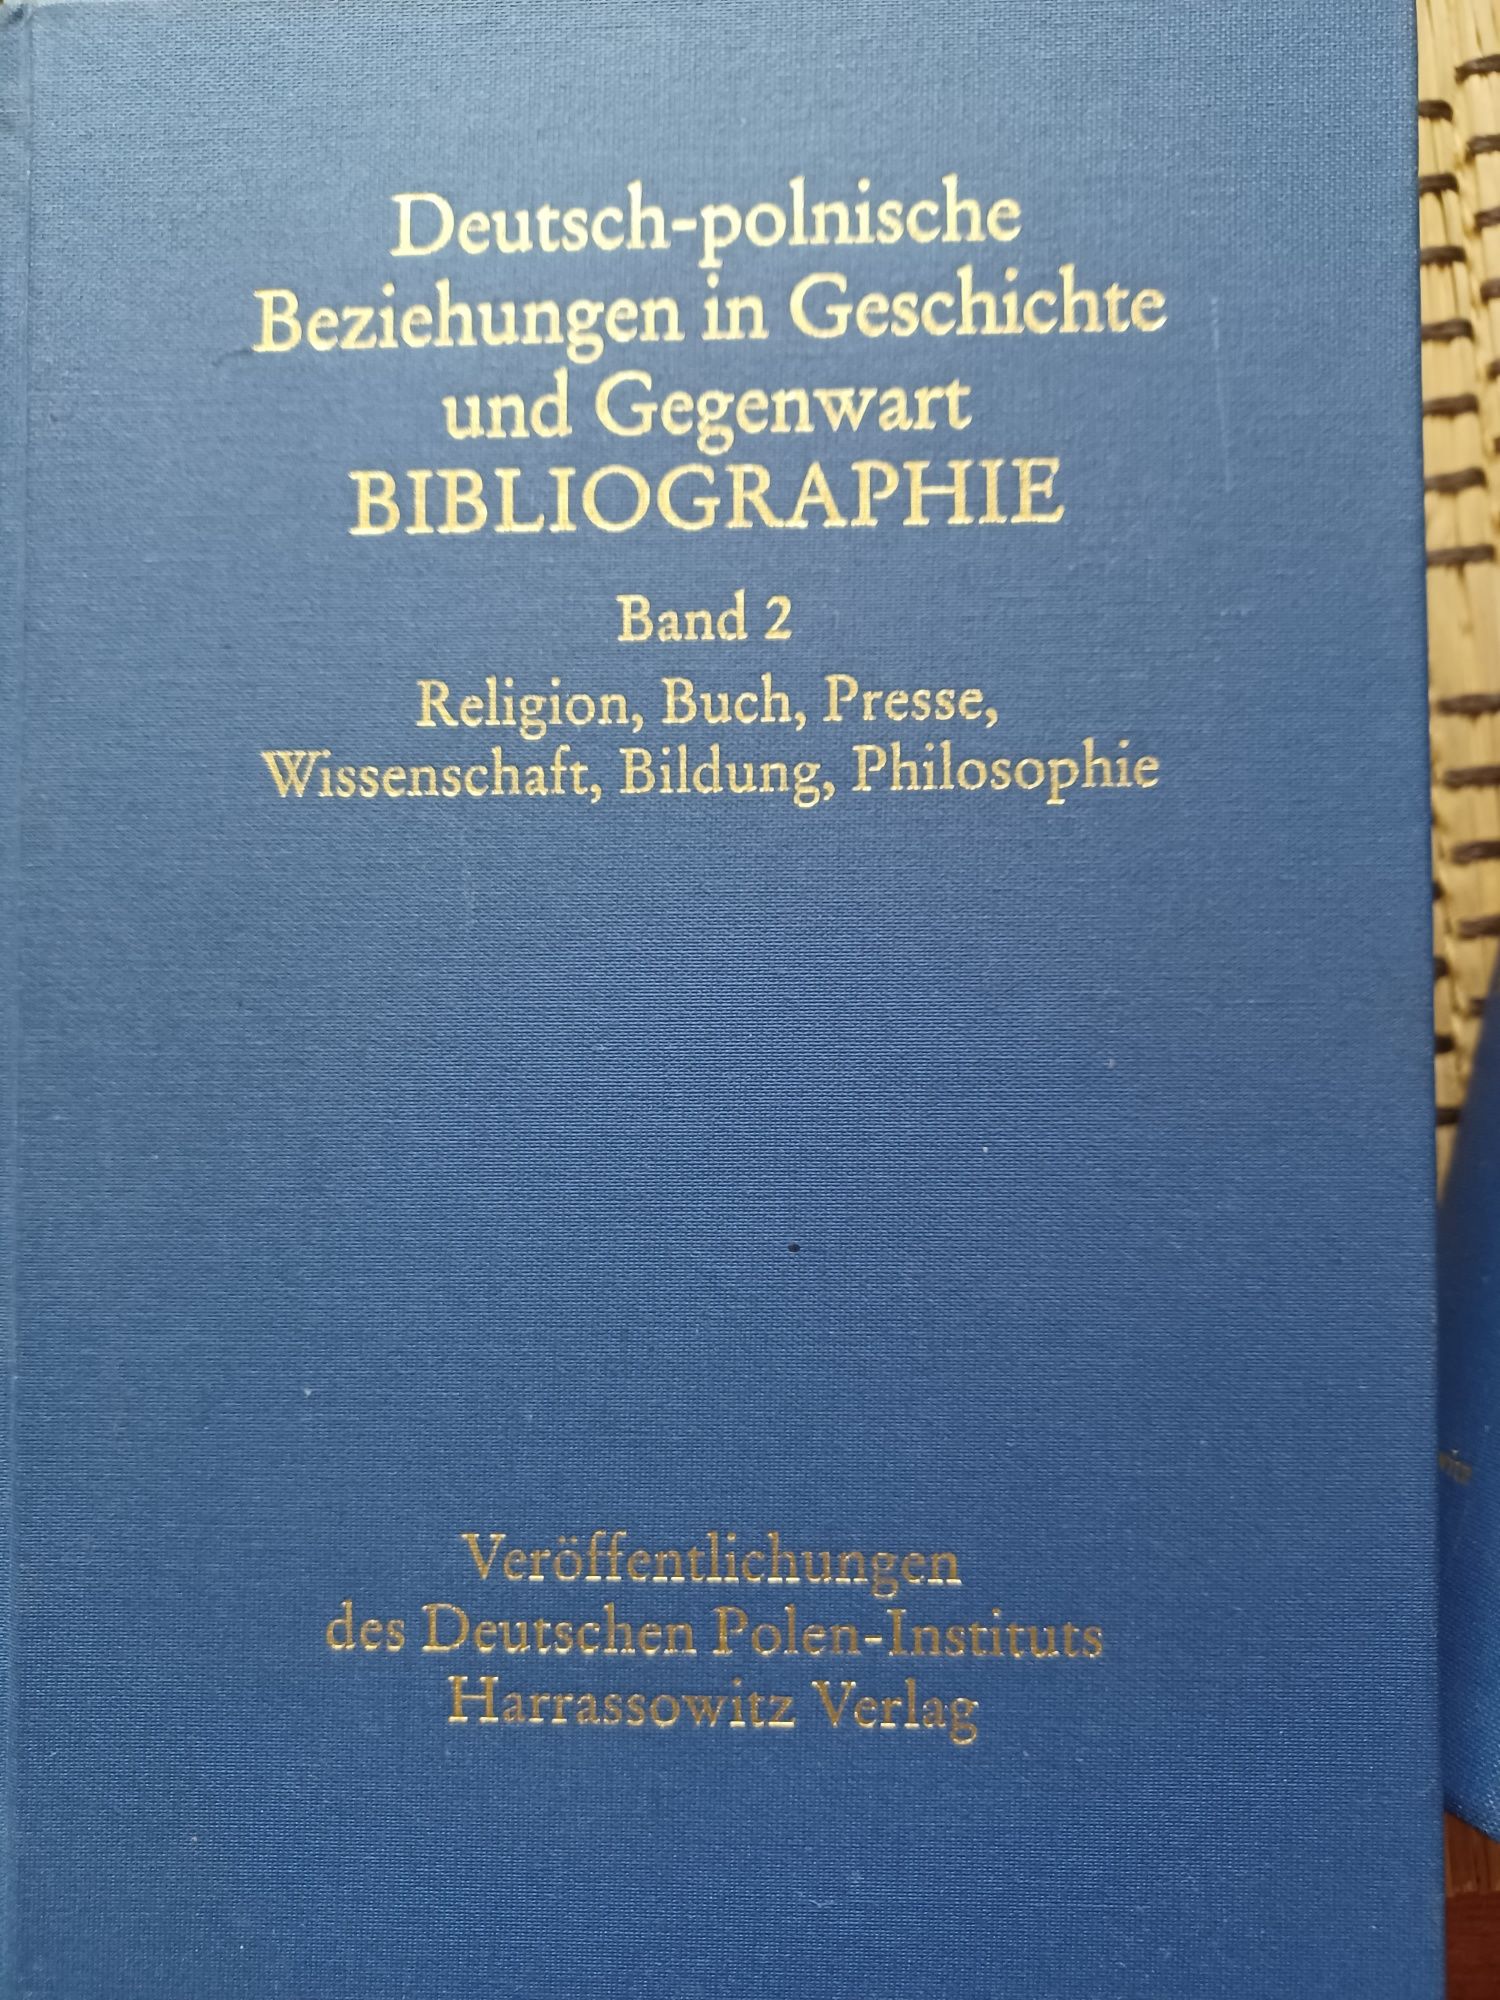 Deutsch-polnische
Beziehungen in Geschichte
und Gegenwart
BIBLIOGRAPHIE
Band 2
Religion, Buch, Presse,
Wissenschaft, Bildung, Philosophie
Veröffentlichungen
des Deutschen Polen-Instituts
Harrassowitz Verlag